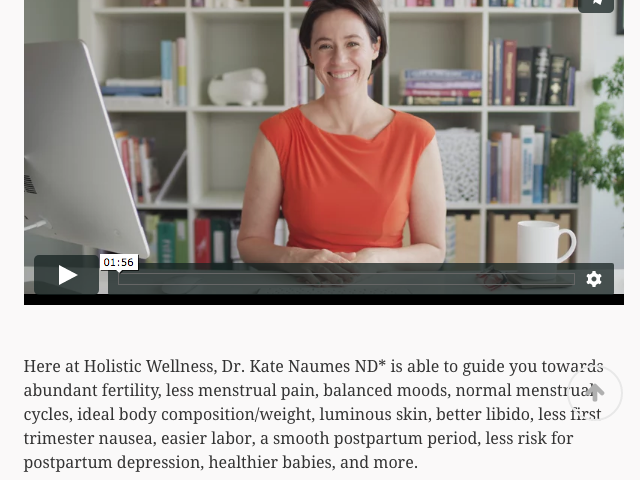 01:56
Here at Holistic Wellness, Dr. Kate Naumes ND* is able to guide you towards
abundant fertility, less menstrual pain, balanced moods, normal menstrual
cycles, ideal body composition/weight, luminous skin, better libido, less first
trimester nausea, easier labor, a smooth postpartum period, less risk for
postpartum depression, healthier babies, and more.